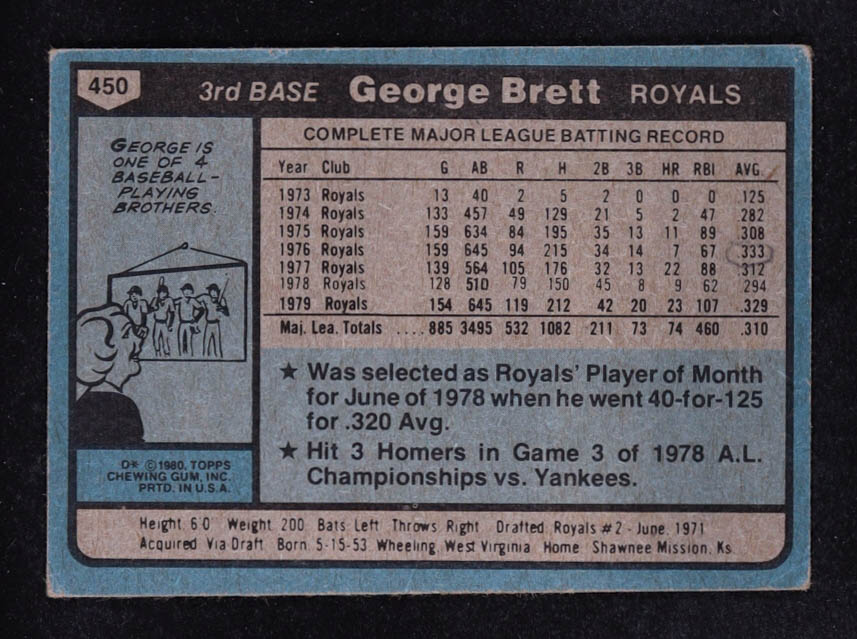 450 3rd BASE George Brett ROYALS
GEORGE IS
ONE OF 4
BASEBALL-
PLAYING
BROTHERS.
COMPLETE MAJOR LEAGUE BATTING RECORD
Year Club G AB R H 2B 3B HR RBI AVG.
1973 Royals 13 40 2 5 2 0 0 0 .125
1974 Royals 133 457 49 129 21 5 2 47 .282
1975 Royals 159 634 84 195 35 13 11 89 .308
1976 Royals 159 645 94 215 34 14 7 67 .333
1977 Royals 139 564 105 176 32 13 22 88 .312
1978 Royals 128 510 79 150 45 8 9 62 .294
1979 Royals 154 645 119 212 42 20 23 107 .329
Maj. Lea. Totals .... 885 3495 532 1082 211 73 74 460 .310
★ Was selected as Royals' Player of Month
for June of 1978 when he went 40-for-125
for .320 Avg.
★ Hit 3 Homers in Game 3 of 1978 A.L.
Championships vs. Yankees.
D* ©1980, TOPPS
CHEWING GUM, INC.
PRTD. IN U.S.A.
Height 6'0 Weight 200 Bats Left Throws Right Drafted Royals #2 - June, 1971
Acquired Via Draft Born 5-15-53 Wheeling, West Virginia Home Shawnee Mission, Ks